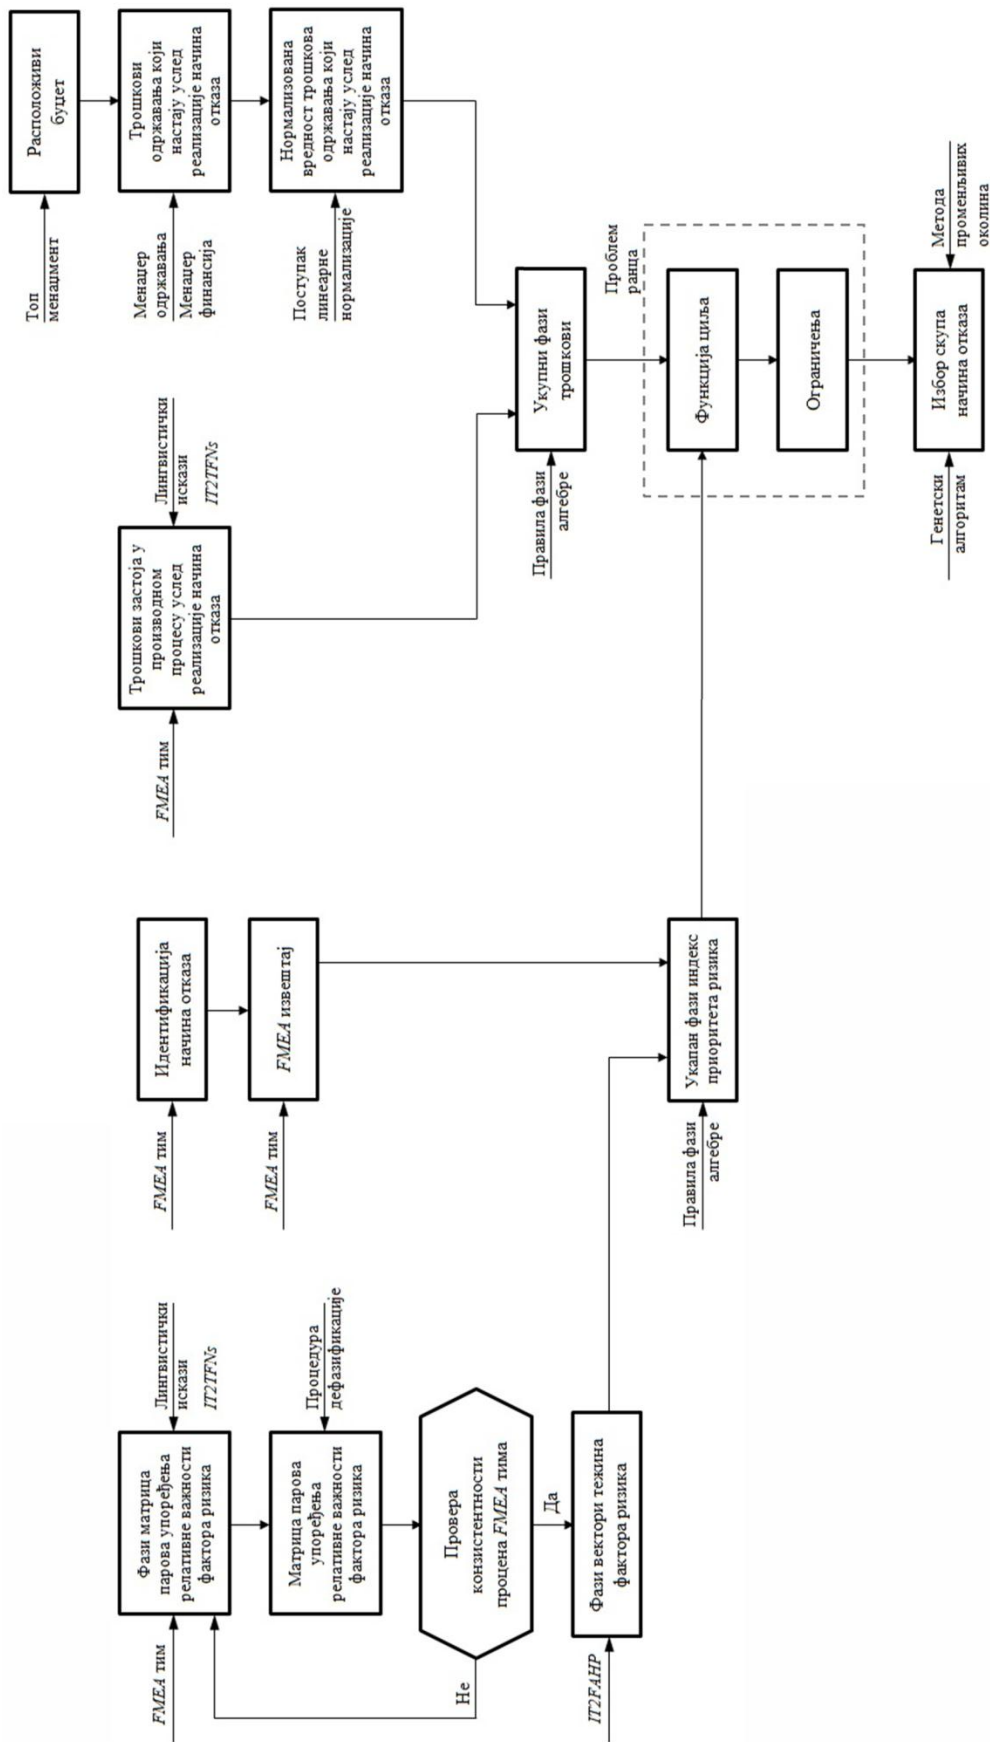 FMEA тим
Фази матрица
парова упоређења
релативне важности
фактора ризика
Лингвистички
искази
IT2TFNs
Матрица парова
упоређења
релативне важности
фактора ризика
Процедура
дефазификације
Провера
конзистентности
процена FMEA тима
Не
Да
IT2FAHP
Фази вектори тежина
фактора ризика
FMEA тим
Идентификација
начина отказа
FMEA тим
FMEA извештај
Правила фази
алгебре
Укапан фази индекс
приоритета ризика
FMEA тим
Трошкови застоја у
производном
процесу услед
реализације начина
отказа
Лингвистички
искази
IT2TFNs
Топ
менаџмент
Расположиви
буџет
Менаџер
одржавања
Менаџер
финансија
Трошкови
одржавања који
настају услед
реализације начина
отказа
Поступак
линеарне
нормализације
Нормализована
вредност трошкова
одржавања који
настају услед
реализације начина
отказа
Правила фази
алгебре
Укупни фази
трошкови
Проблем
ранца
Функција циља
Ограничења
Генетски
алгоритам
Избор скупа
начина отказа
Метода
променљивих
околина